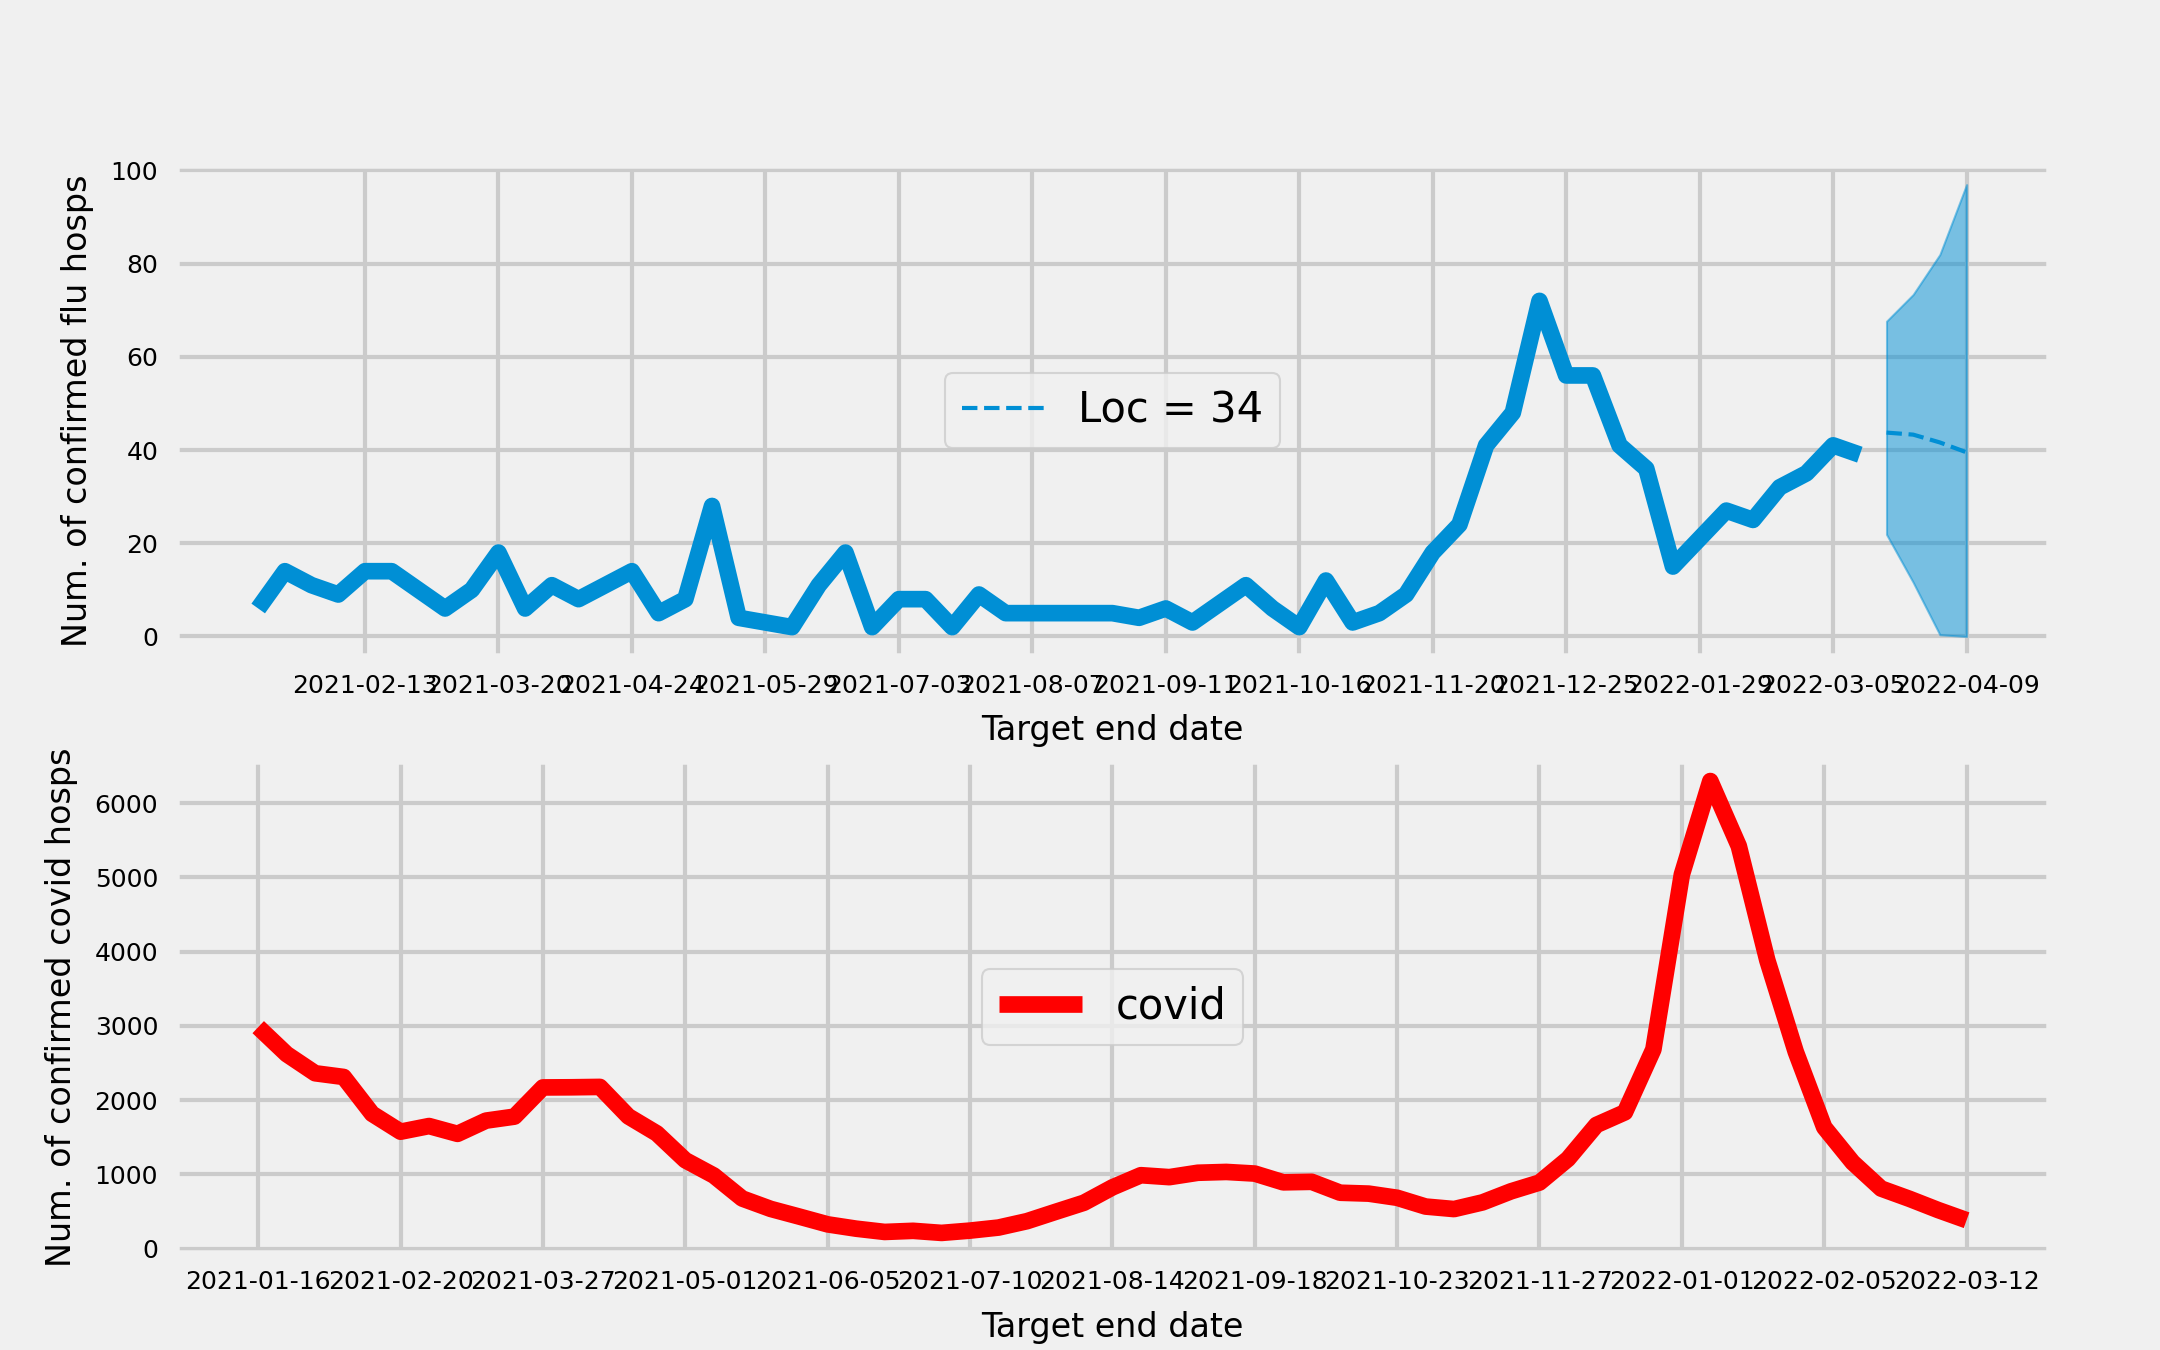 Num. of confirmed flu hosps
100
80
60
40
20
0
Loc = 34
2021-02-13 2021-03-20 2021-04-24 2021-05-29 2021-07-03 2021-08-07 2021-09-11 2021-10-16 2021-11-20 2021-12-25 2022-01-29 2022-03-05 2022-04-09
Target end date
Num. of confirmed covid hosps
6000
5000
4000
3000
2000
1000
0
covid
2021-01-16 2021-02-20 2021-03-27 2021-05-01 2021-06-05 2021-07-10 2021-08-14 2021-09-18 2021-10-23 2021-11-27 2022-01-01 2022-02-05 2022-03-12
Target end date